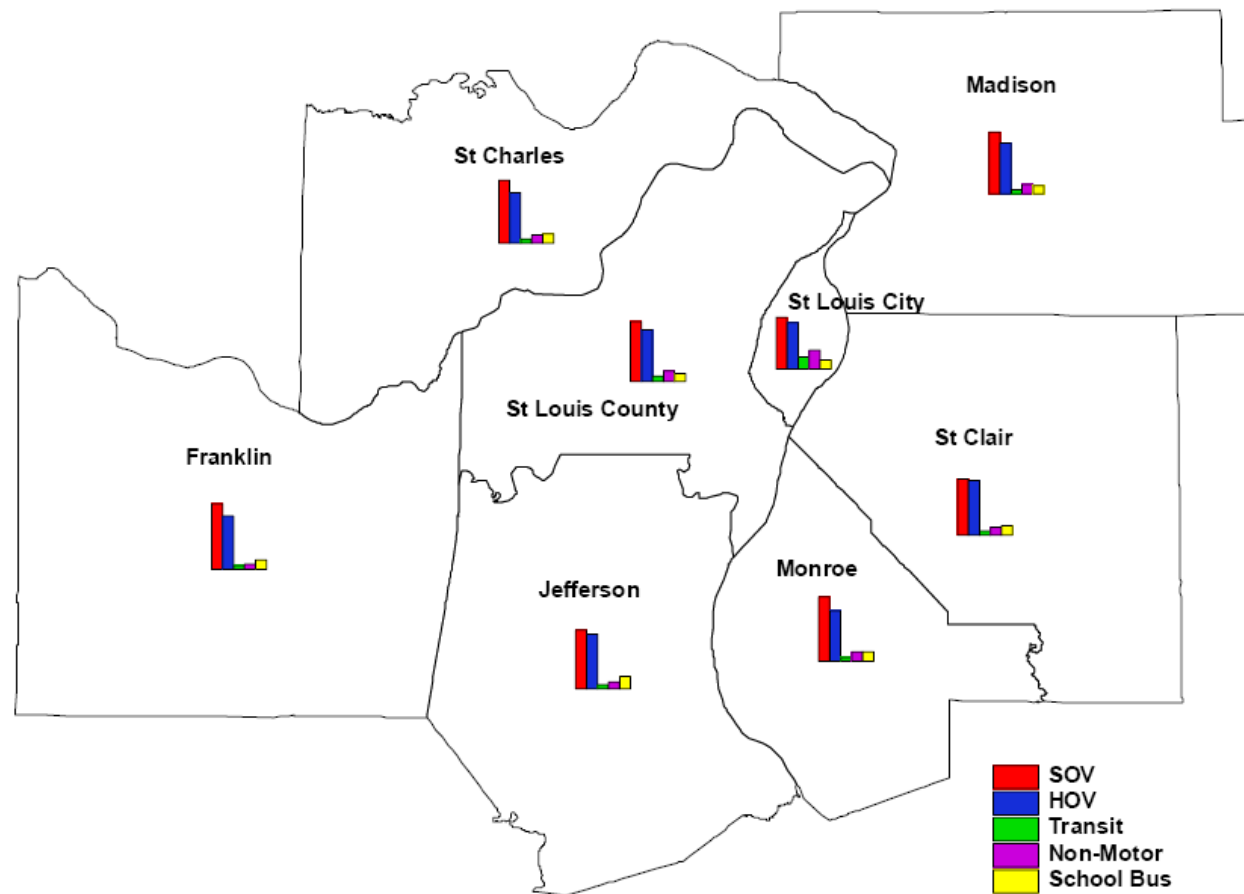 Madison
St Charles
St Louis City
St Louis County
St Clair
Franklin
Monroe
Jefferson
SOV
HOV
Transit
Non-Motor
School Bus